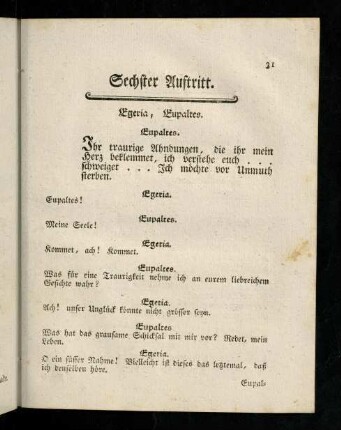 31
Sechster Auftritt.
Egeria, Eupaltes.
Eupaltes.
Ihr traurige Ahndungen, die ihr mein
Herz beklemmet, ich verstehe euch . . .
schweiget . . . Ich möchte vor Unmuth
sterben.
Egeria.
Eupaltes!
Eupaltes.
Meine Seele!
Egeria.
Kommet, ach! Kommet.
Eupaltes.
Was für eine Traurigkeit nehme ich an eurem liebreichem
Gesichte wahr?
Egeria.
Ach! unser Unglück könnte nicht grösser seyn.
Eupaltes
Was hat das grausame Schicksal mit mir vor? Redet, mein
Leben.
Egeria.
O ein süsser Nahme! Vielleicht ist dieses das letztemal, daß
ich denselben höre.
Eupal-